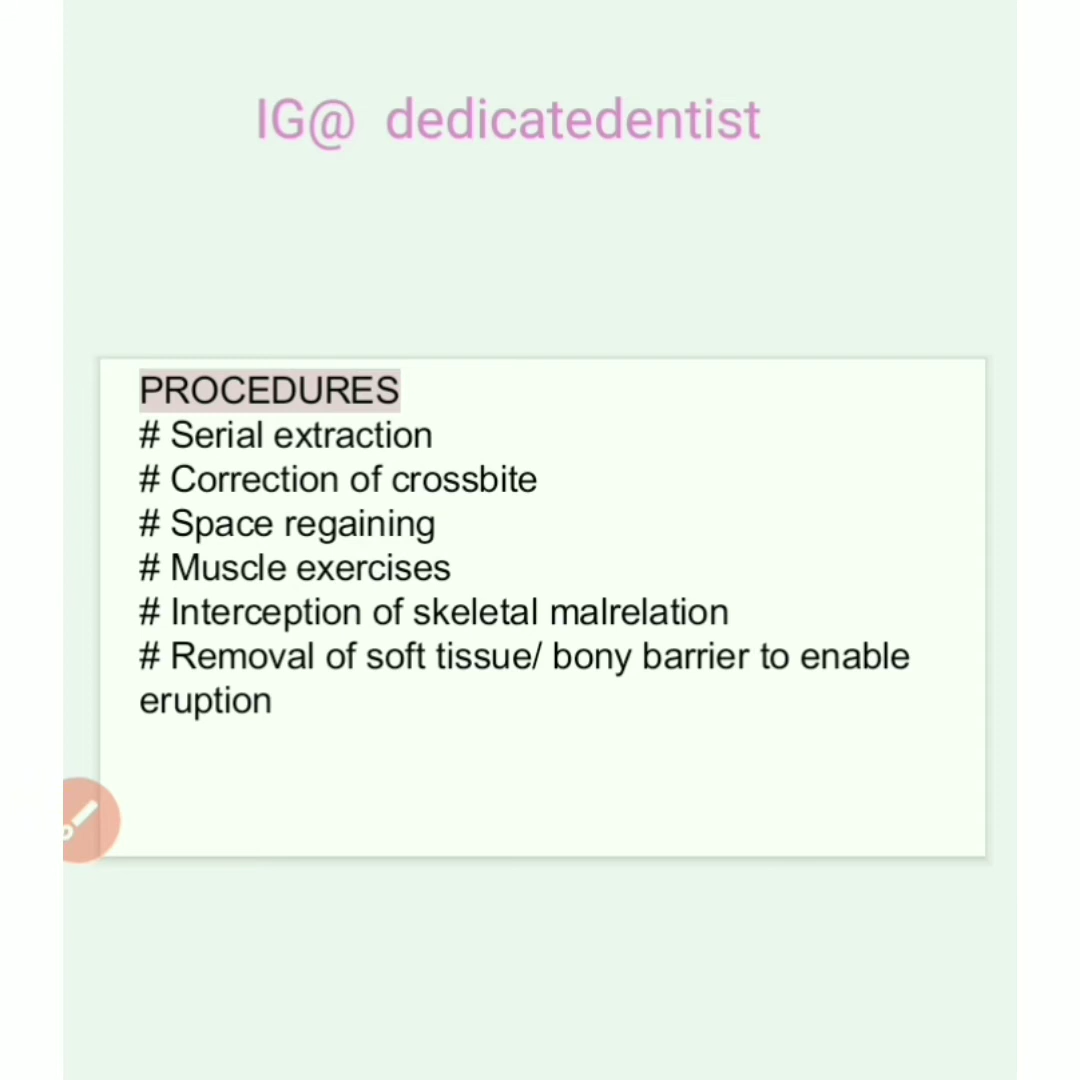 IG@ dedicatedentist
PROCEDURES
# Serial extraction
# Correction of crossbite
# Space regaining
# Muscle exercises
# Interception of skeletal malrelation
# Removal of soft tissue/ bony barrier to enable
eruption